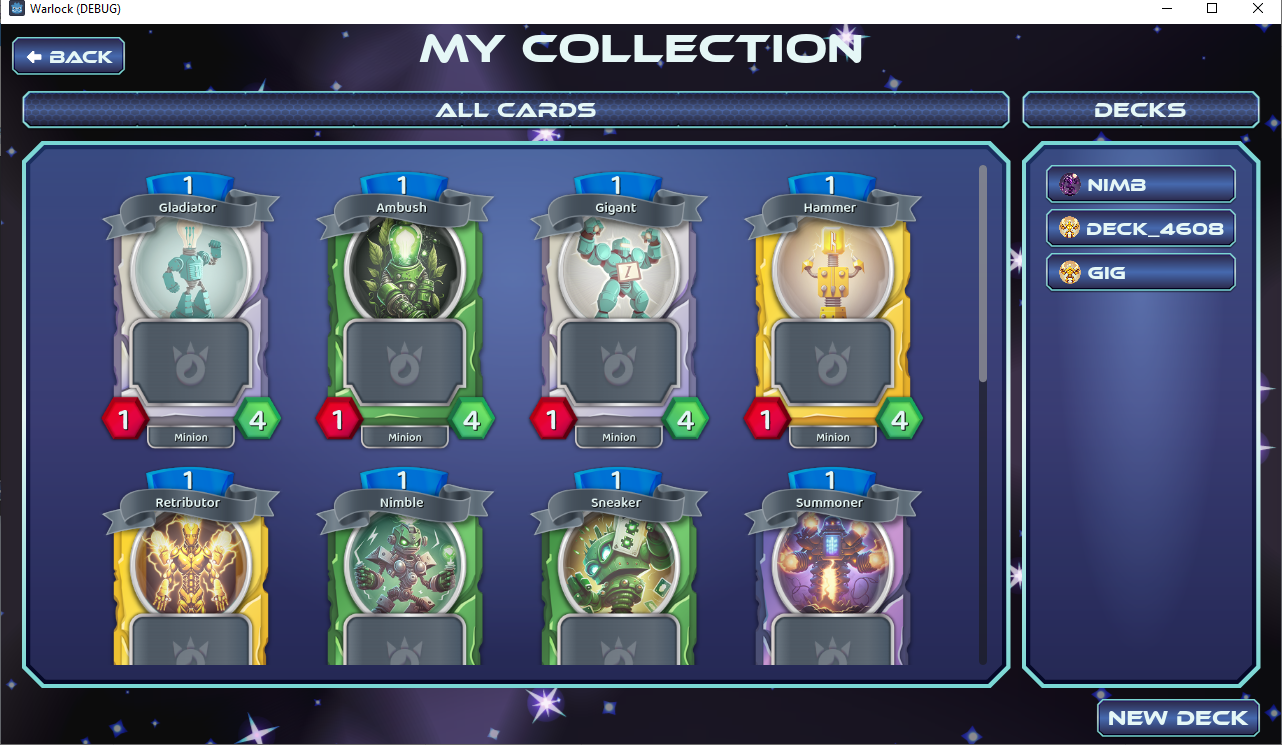 Warlock (DEBUG)
BACK
MY COLLECTION
ALL CARDS
DECKS
1
Gladiator
1
4
Minion
1
Ambush
1
4
Minion
1
Gigant
1
1
4
Minion
1
Hammer
1
4
Minion
1
Retributor
1
Nimble
1
Sneaker
1
Summoner
NIMB
DECK_4608
GIG
NEW DECK